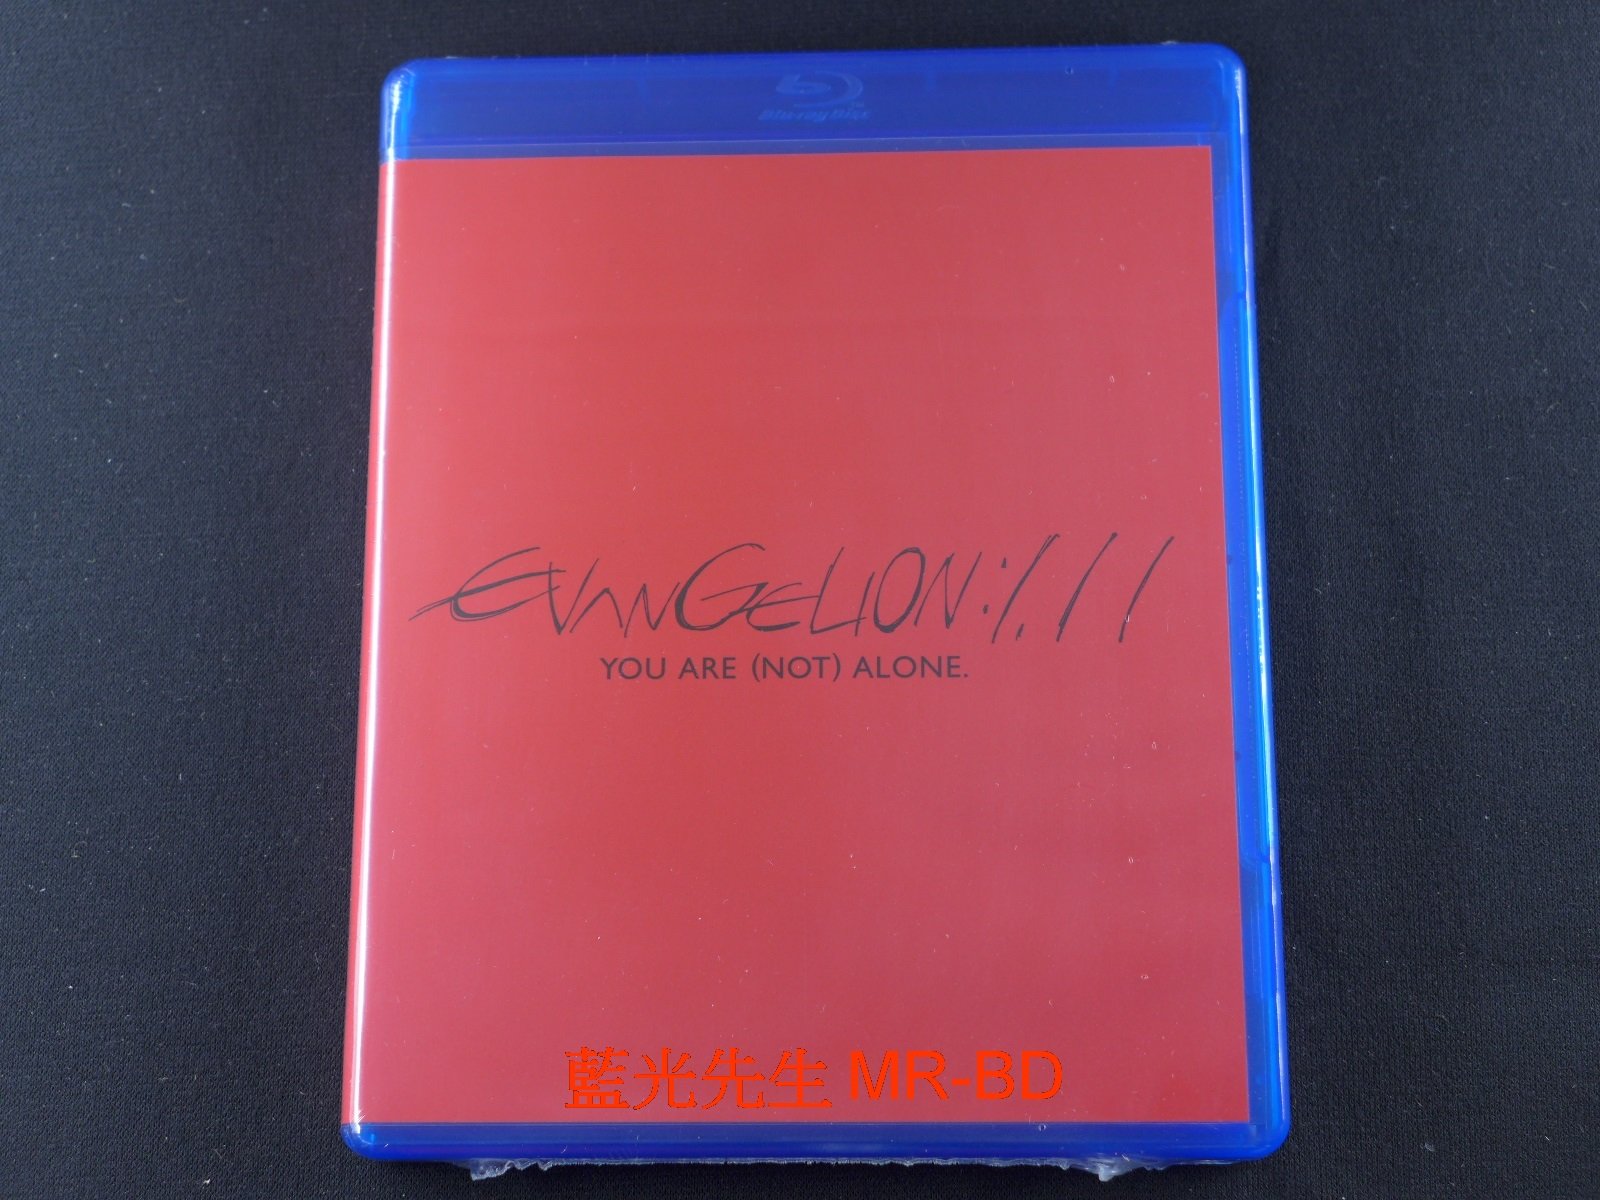 Blu-ray Disc
EVANGELION:1.11
YOU ARE (NOT) ALONE.
藍光先生 MR-BD